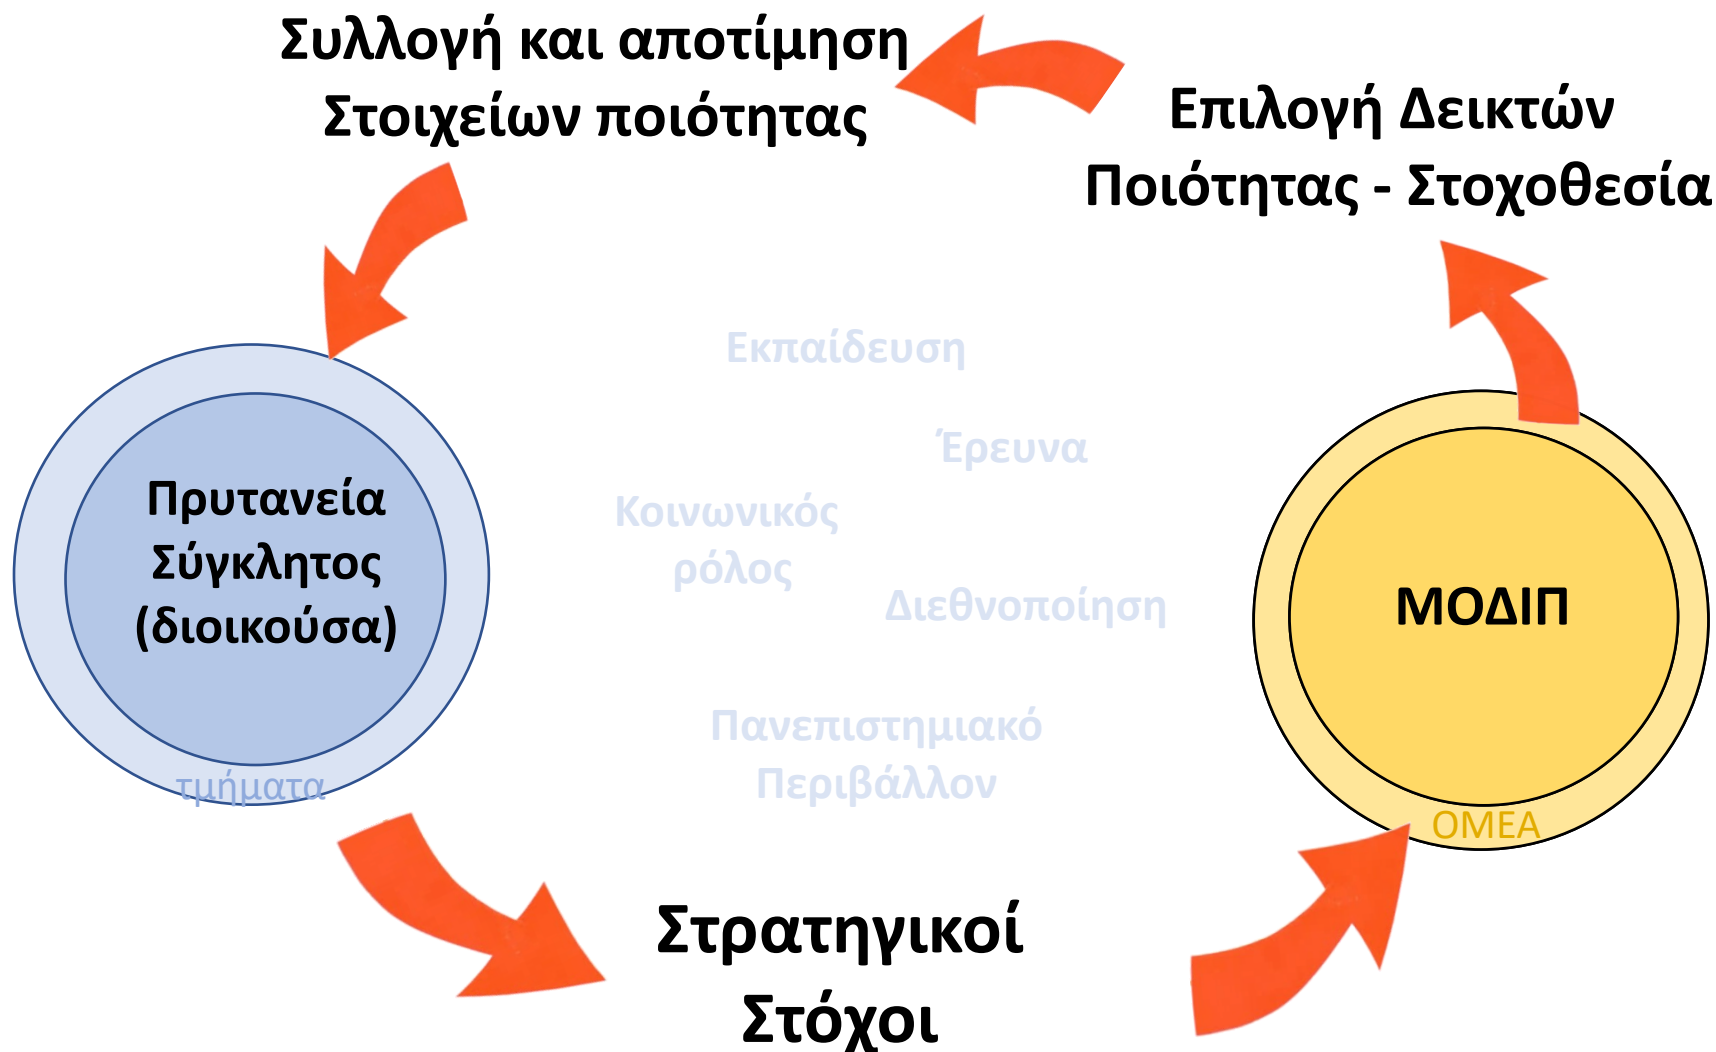 Συλλογή και αποτίμηση
Στοιχείων ποιότητας
Επιλογή Δεικτών
Ποιότητας - Στοχοθεσία
Εκπαίδευση
Έρευνα
Κοινωνικός
ρόλος
Διεθνοποίηση
Πανεπιστημιακό
Περιβάλλον
Πρυτανεία
Σύγκλητος
(διοικούσα)
τμήματα
ΜΟΔΙΠ
ΟΜΕΑ
Στρατηγικοί
Στόχοι